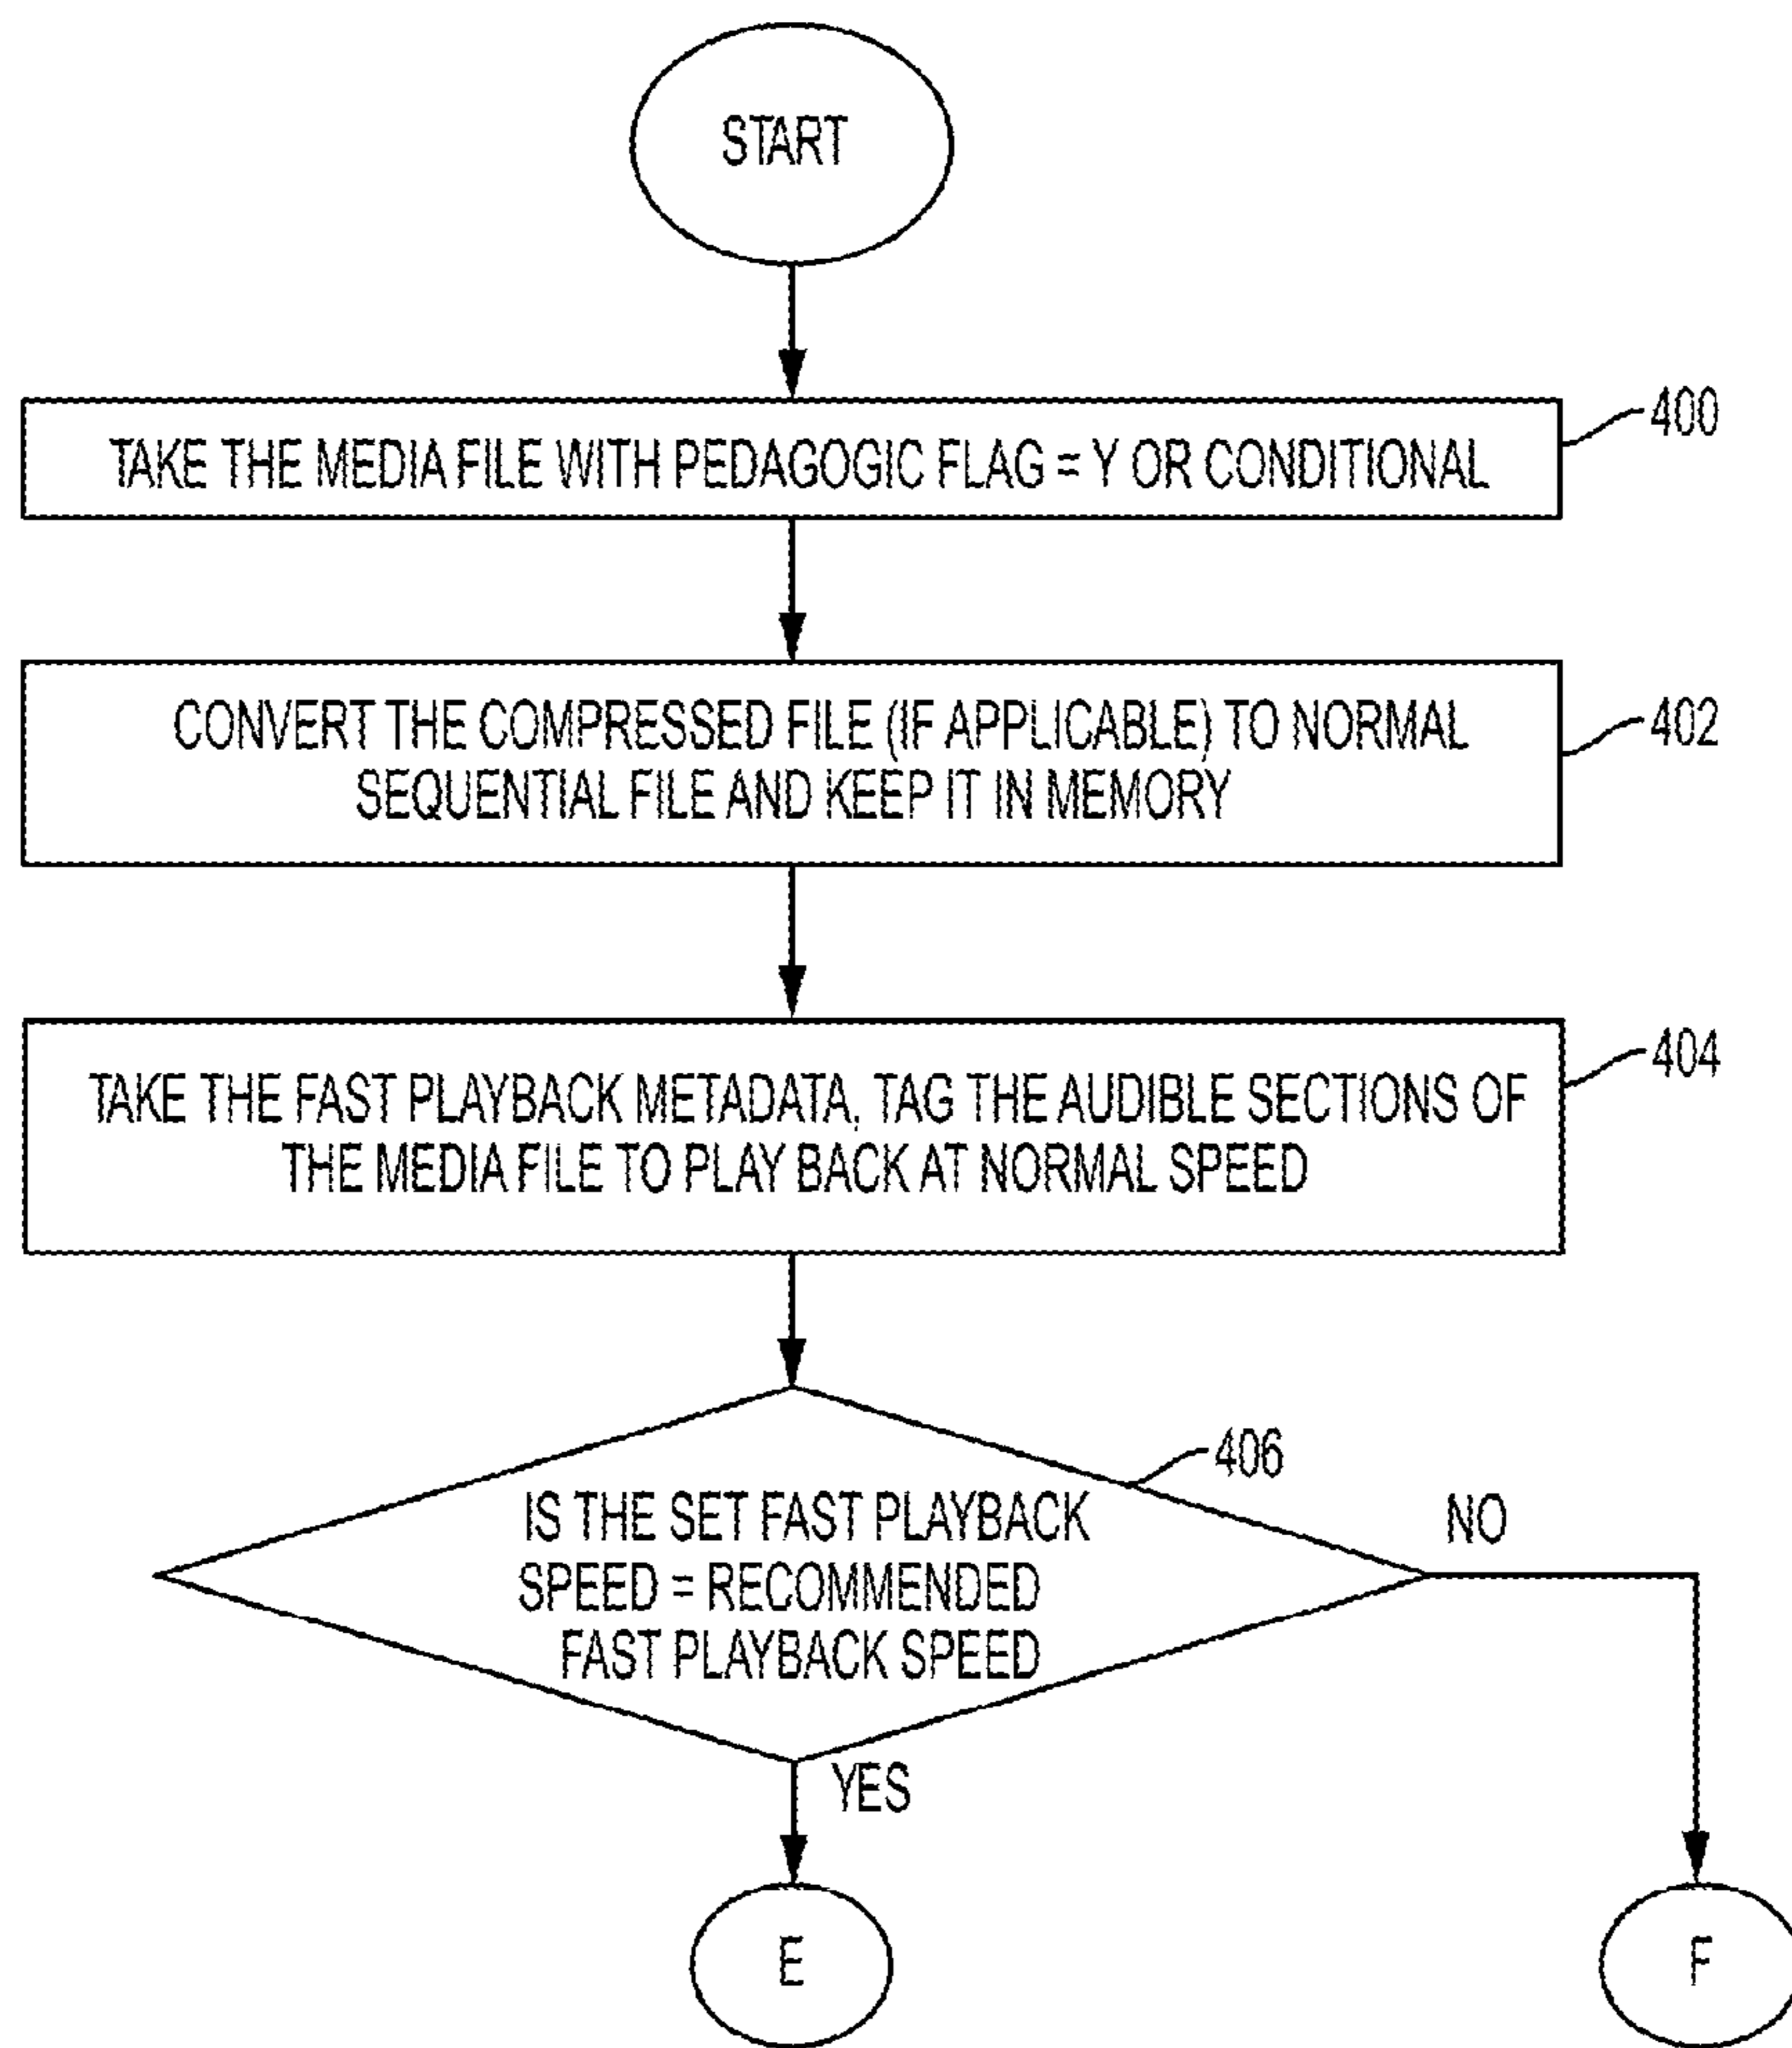 START
400
TAKE THE MEDIA FILE WITH PEDAGOGIC FLAG = Y OR CONDITIONAL
402
CONVERT THE COMPRESSED FILE (IF APPLICABLE) TO NORMAL
SEQUENTIAL FILE AND KEEP IT IN MEMORY
404
TAKE THE FAST PLAYBACK METADATA, TAG THE AUDIBLE SECTIONS OF
THE MEDIA FILE TO PLAY BACK AT NORMAL SPEED
406
IS THE SET FAST PLAYBACK
SPEED = RECOMMENDED
FAST PLAYBACK SPEED
NO
YES
E
F